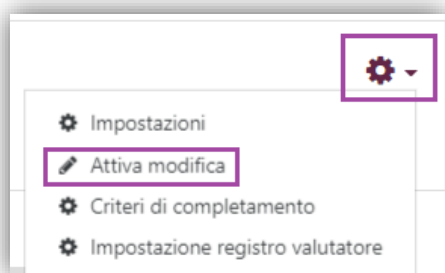 Impostazioni
Attiva modifica
Criteri di completamento
Impostazione registro valutatore